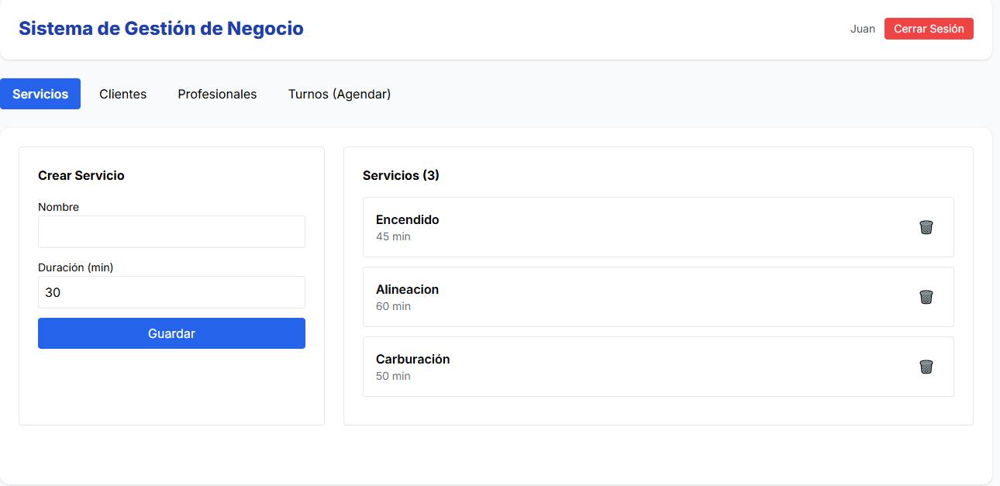 Sistema de Gestión de Negocio
Juan
Cerrar Sesión
Servicios
Clientes
Profesionales
Turnos (Agendar)
Crear Servicio
Nombre
Duración (min)
30
Guardar
Servicios (3)
Encendido
45 min
Alineacion
60 min
Carburación
50 min